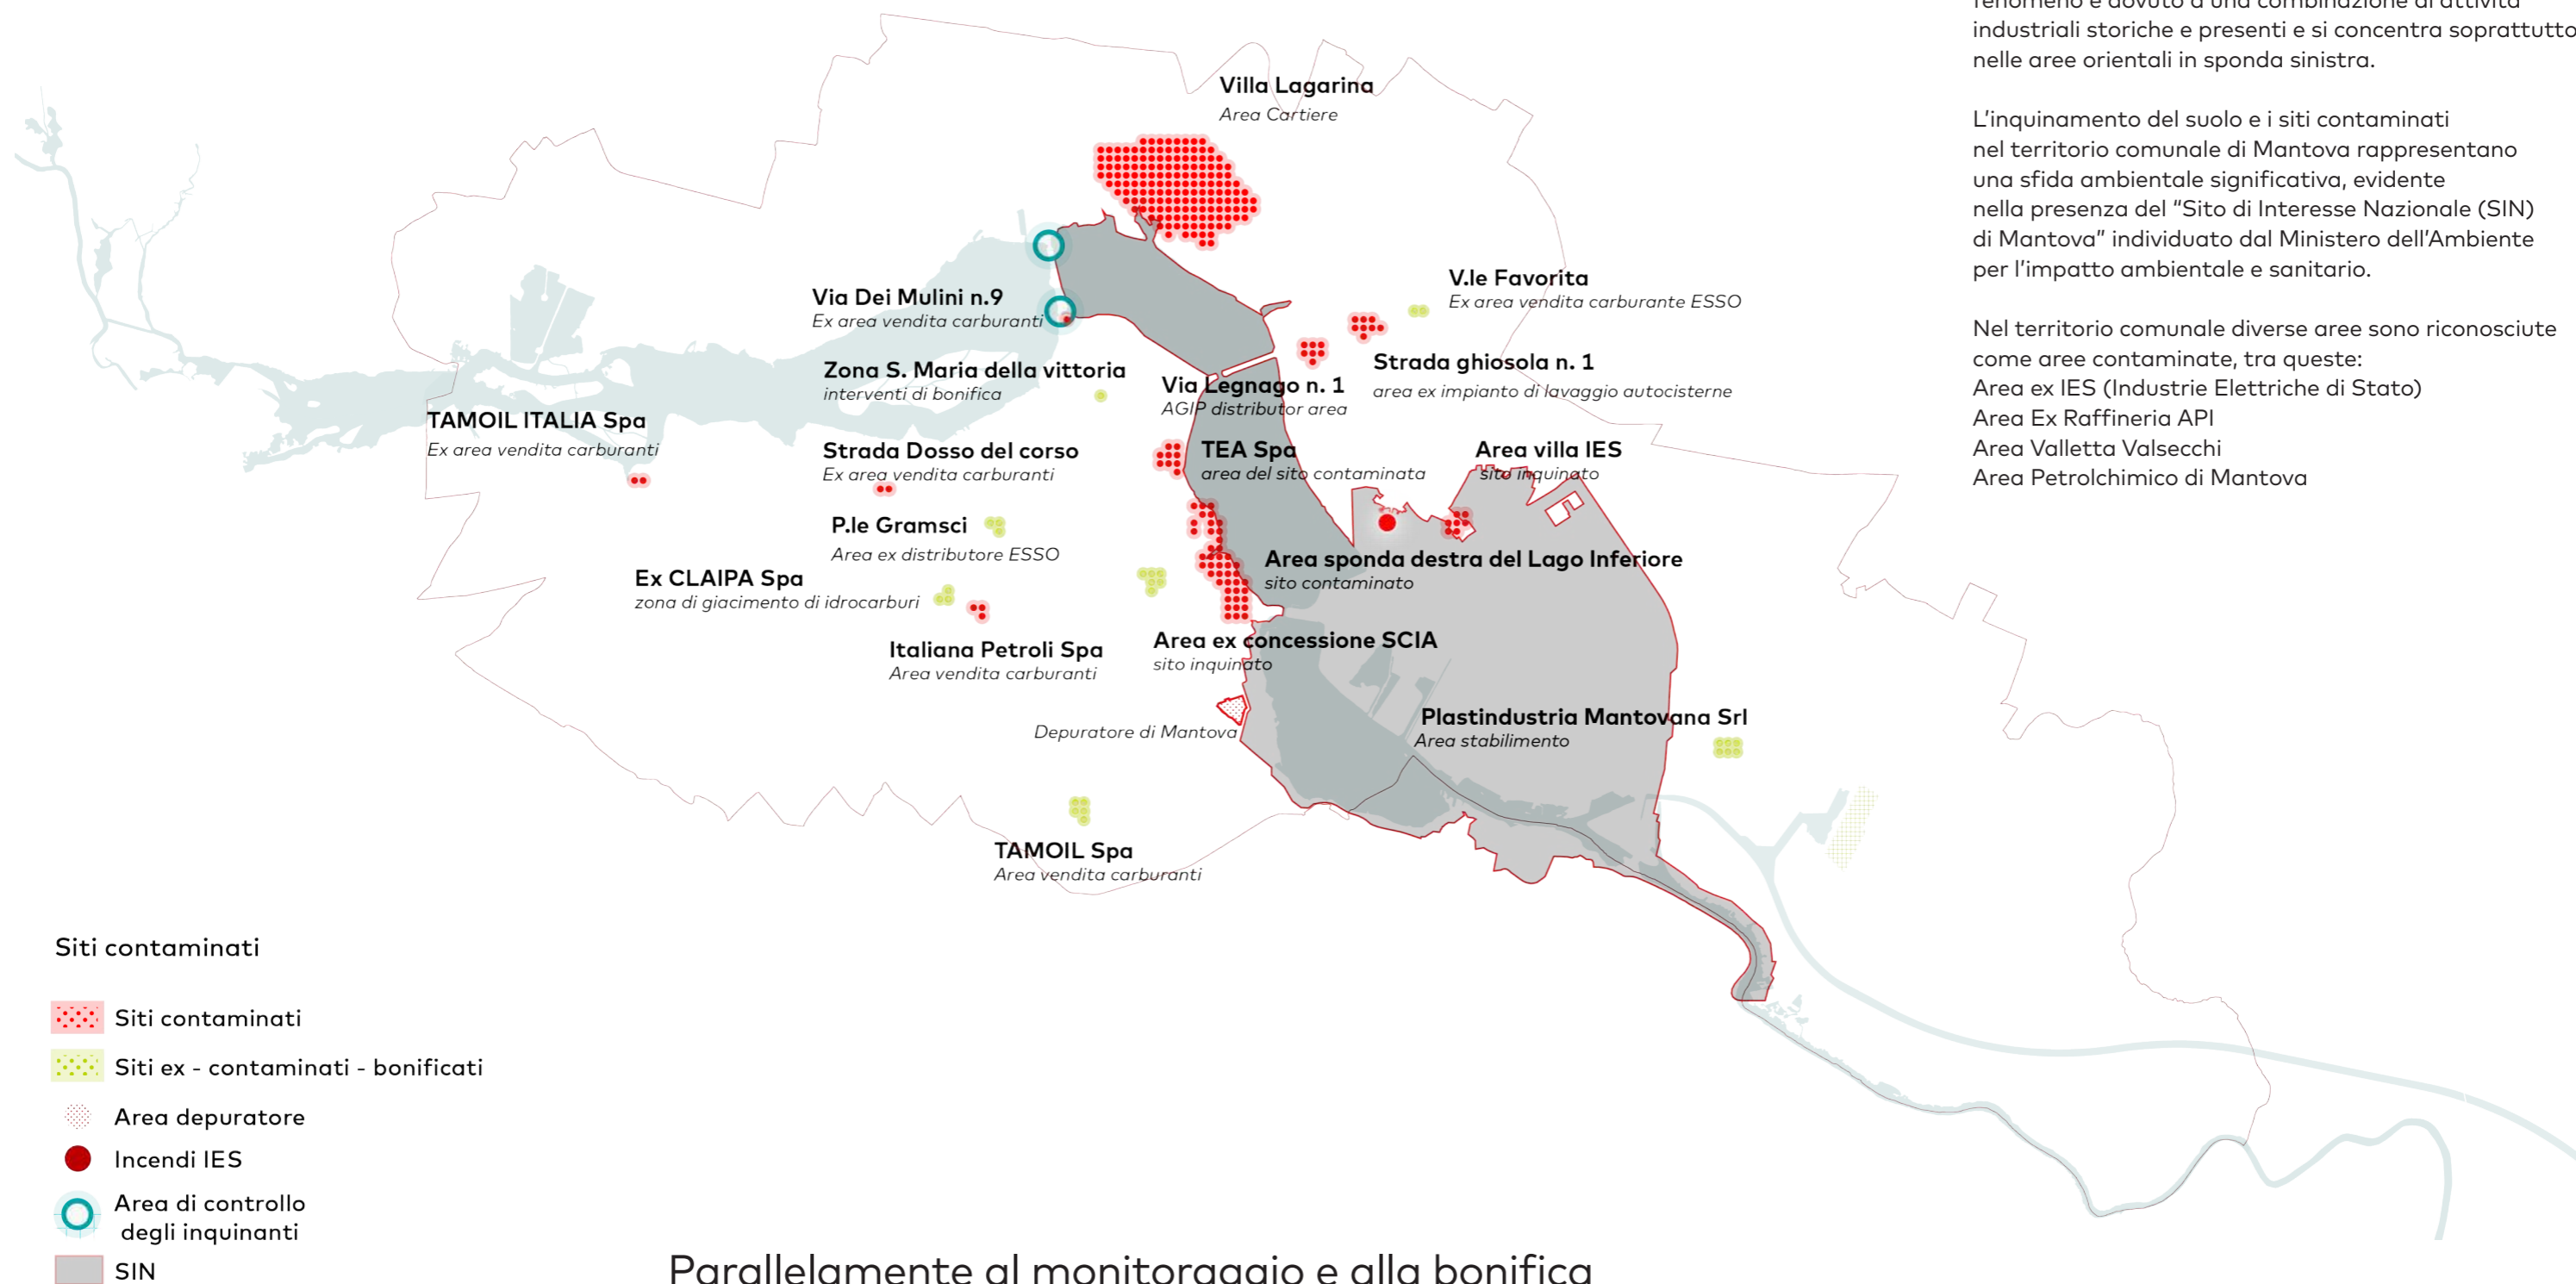 fenomeno è dovuto a una combinazione di attività
industriali storiche e presenti e si concentra soprattutto
nelle aree orientali in sponda sinistra.
L'inquinamento del suolo e i siti contaminati
nel territorio comunale di Mantova rappresentano
una sfida ambientale significativa, evidente
nella presenza del "Sito di Interesse Nazionale (SIN)
di Mantova" individuato dal Ministero dell'Ambiente
per l'impatto ambientale e sanitario.
Nel territorio comunale diverse aree sono riconosciute
come aree contaminate, tra queste:
Area ex IES (Industrie Elettriche di Stato)
Area Ex Raffineria API
Area Valletta Valsecchi
Area Petrolchimico di Mantova
Villa Lagarina
Area Cartiere
V.le Favorita
Ex area vendita carburante ESSO
Via Dei Mulini n.9
Ex area vendita carburanti
Strada ghiosola n. 1
area ex impianto di lavaggio autocisterne
Zona S. Maria della vittoria
interventi di bonifica
Via Legnago n. 1
AGIP distributor area
TAMOIL ITALIA Spa
Ex area vendita carburanti
Strada Dosso del corso
Ex area vendita carburanti
TEA Spa
area del sito contaminata
Area villa IES
sito inquinato
P.le Gramsci
Area ex distributore ESSO
Area sponda destra del Lago Inferiore
sito contaminato
Ex CLAIPA Spa
zona di giacimento di idrocarburi
Italiana Petroli Spa
Area vendita carburanti
Area ex concessione SCIA
sito inquinato
Depuratore di Mantova
Plastindustria Mantovana Srl
Area stabilimento
TAMOIL Spa
Area vendita carburanti
Siti contaminati
Siti contaminati
Siti ex - contaminati - bonificati
Area depuratore
Incendi IES
Area di controllo
degli inquinanti
SIN
Parallelamente al monitoraggio e alla bonifica